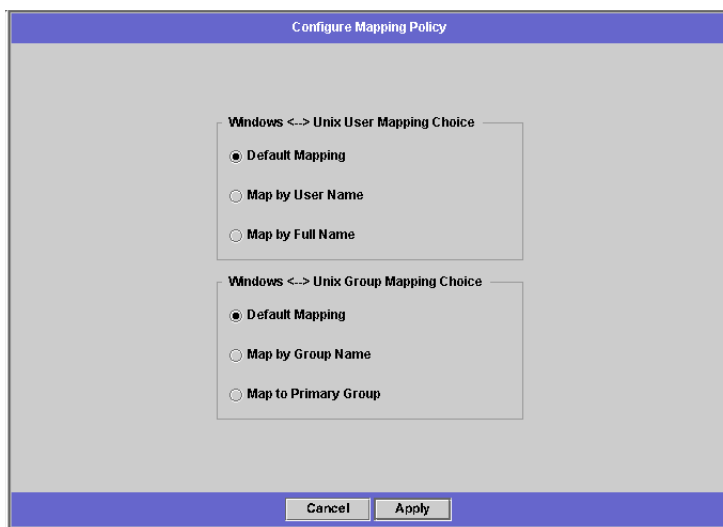 Configure Mapping Policy
Windows <--> Unix User Mapping Choice
Default Mapping
Map by User Name
Map by Full Name
Windows <--> Unix Group Mapping Choice
Default Mapping
Map by Group Name
Map to Primary Group
Cancel Apply